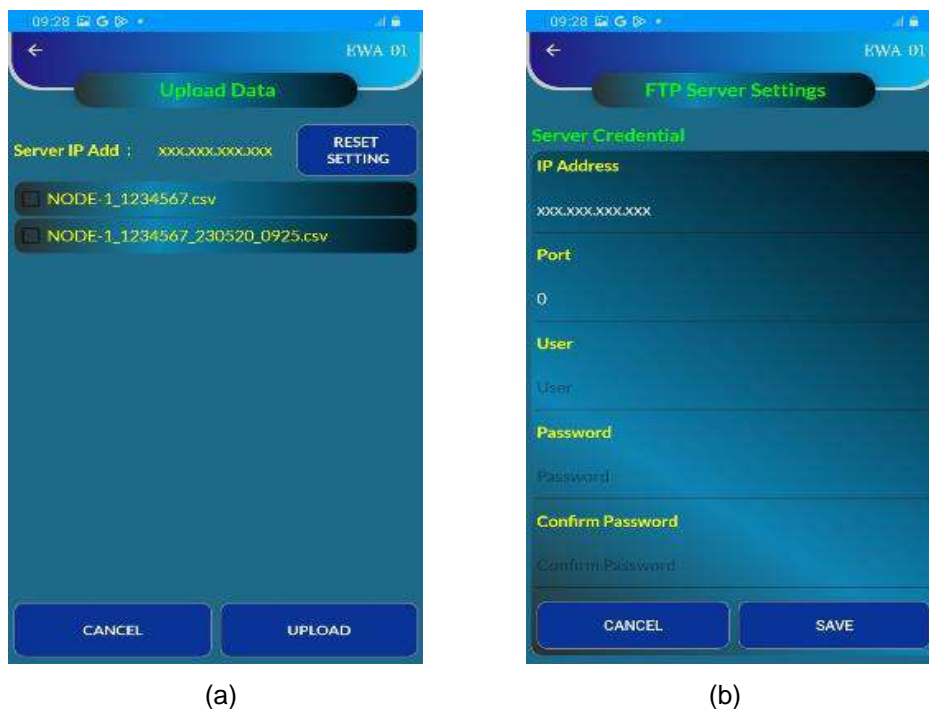 09:28
EWA 01
Upload Data
Server IP Add : xxx.xxx.xxx.xxx
RESET
SETTING
NODE-1_1234567.csv
NODE-1_1234567_230520_0925.csv
CANCEL
UPLOAD
(a)
09:28
EWA 01
FTP Server Settings
Server Credential
IP Address
xxx.xxx.xxx.xxx
Port
0
User
User
Password
Password
Confirm Password
Confirm Password
CANCEL
SAVE
(b)